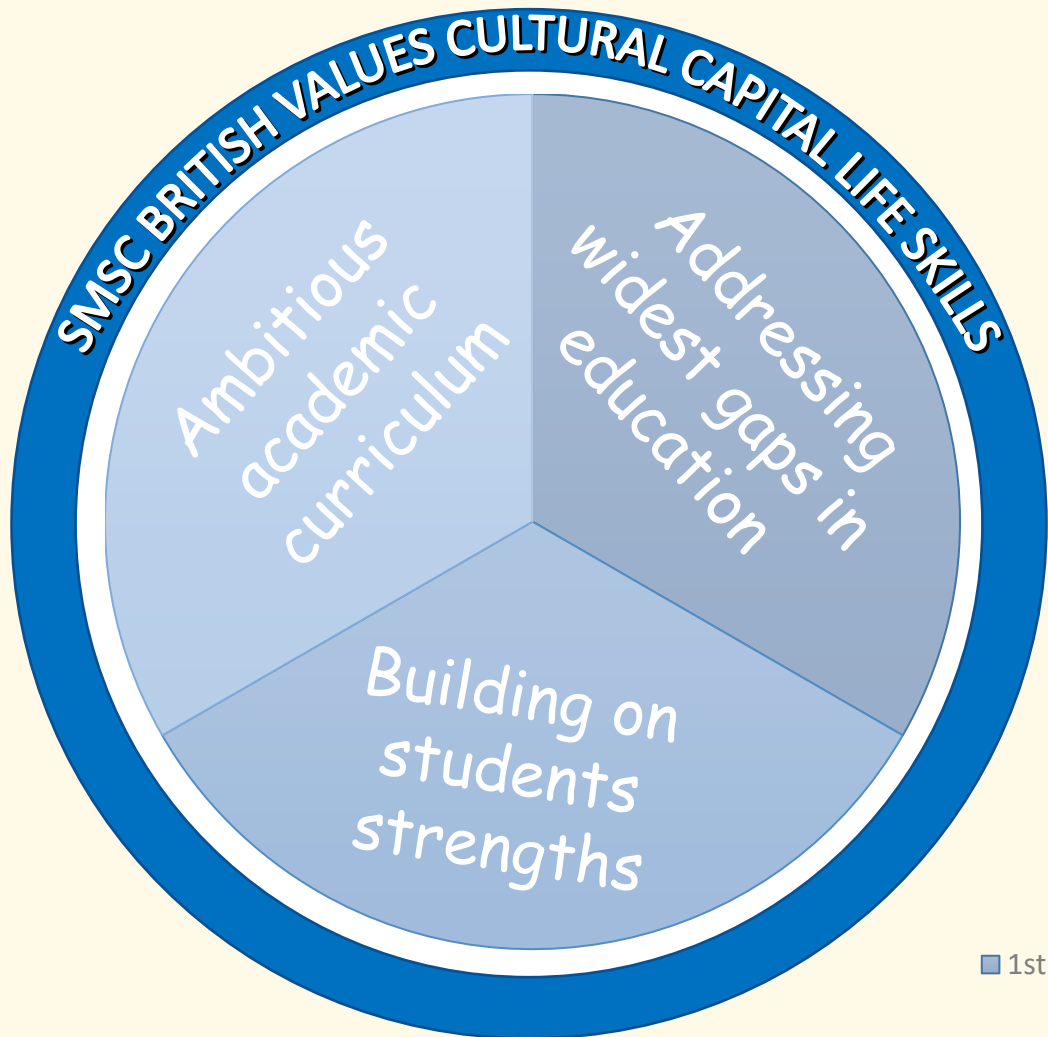 SMSC BRITISH VALUES CULTURAL CAPITAL LIFE SKILLS
Ambitious
academic
curriculum
Addressing
widest gaps in
education
Building on
students
strengths
1st